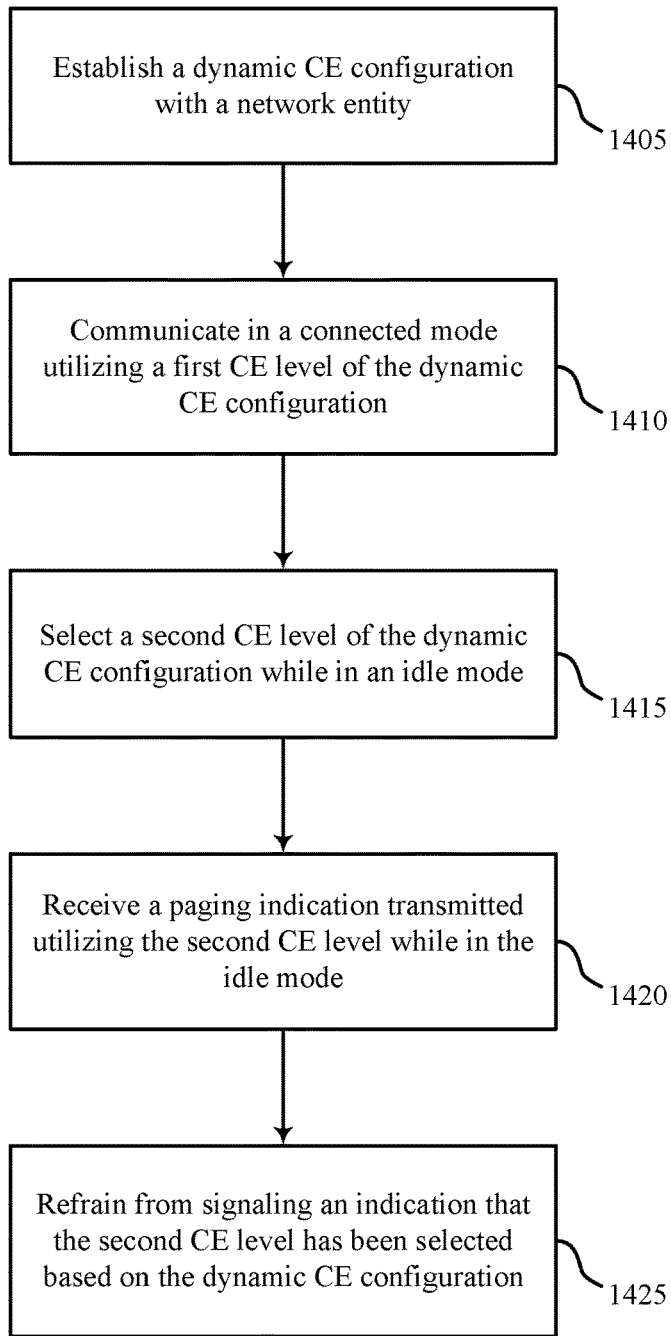 Establish a dynamic CE configuration
with a network entity
1405
Communicate in a connected mode
utilizing a first CE level of the dynamic
CE configuration
1410
Select a second CE level of the dynamic
CE configuration while in an idle mode
1415
Receive a paging indication transmitted
utilizing the second CE level while in the
idle mode
1420
Refrain from signaling an indication that
the second CE level has been selected
based on the dynamic CE configuration
1425